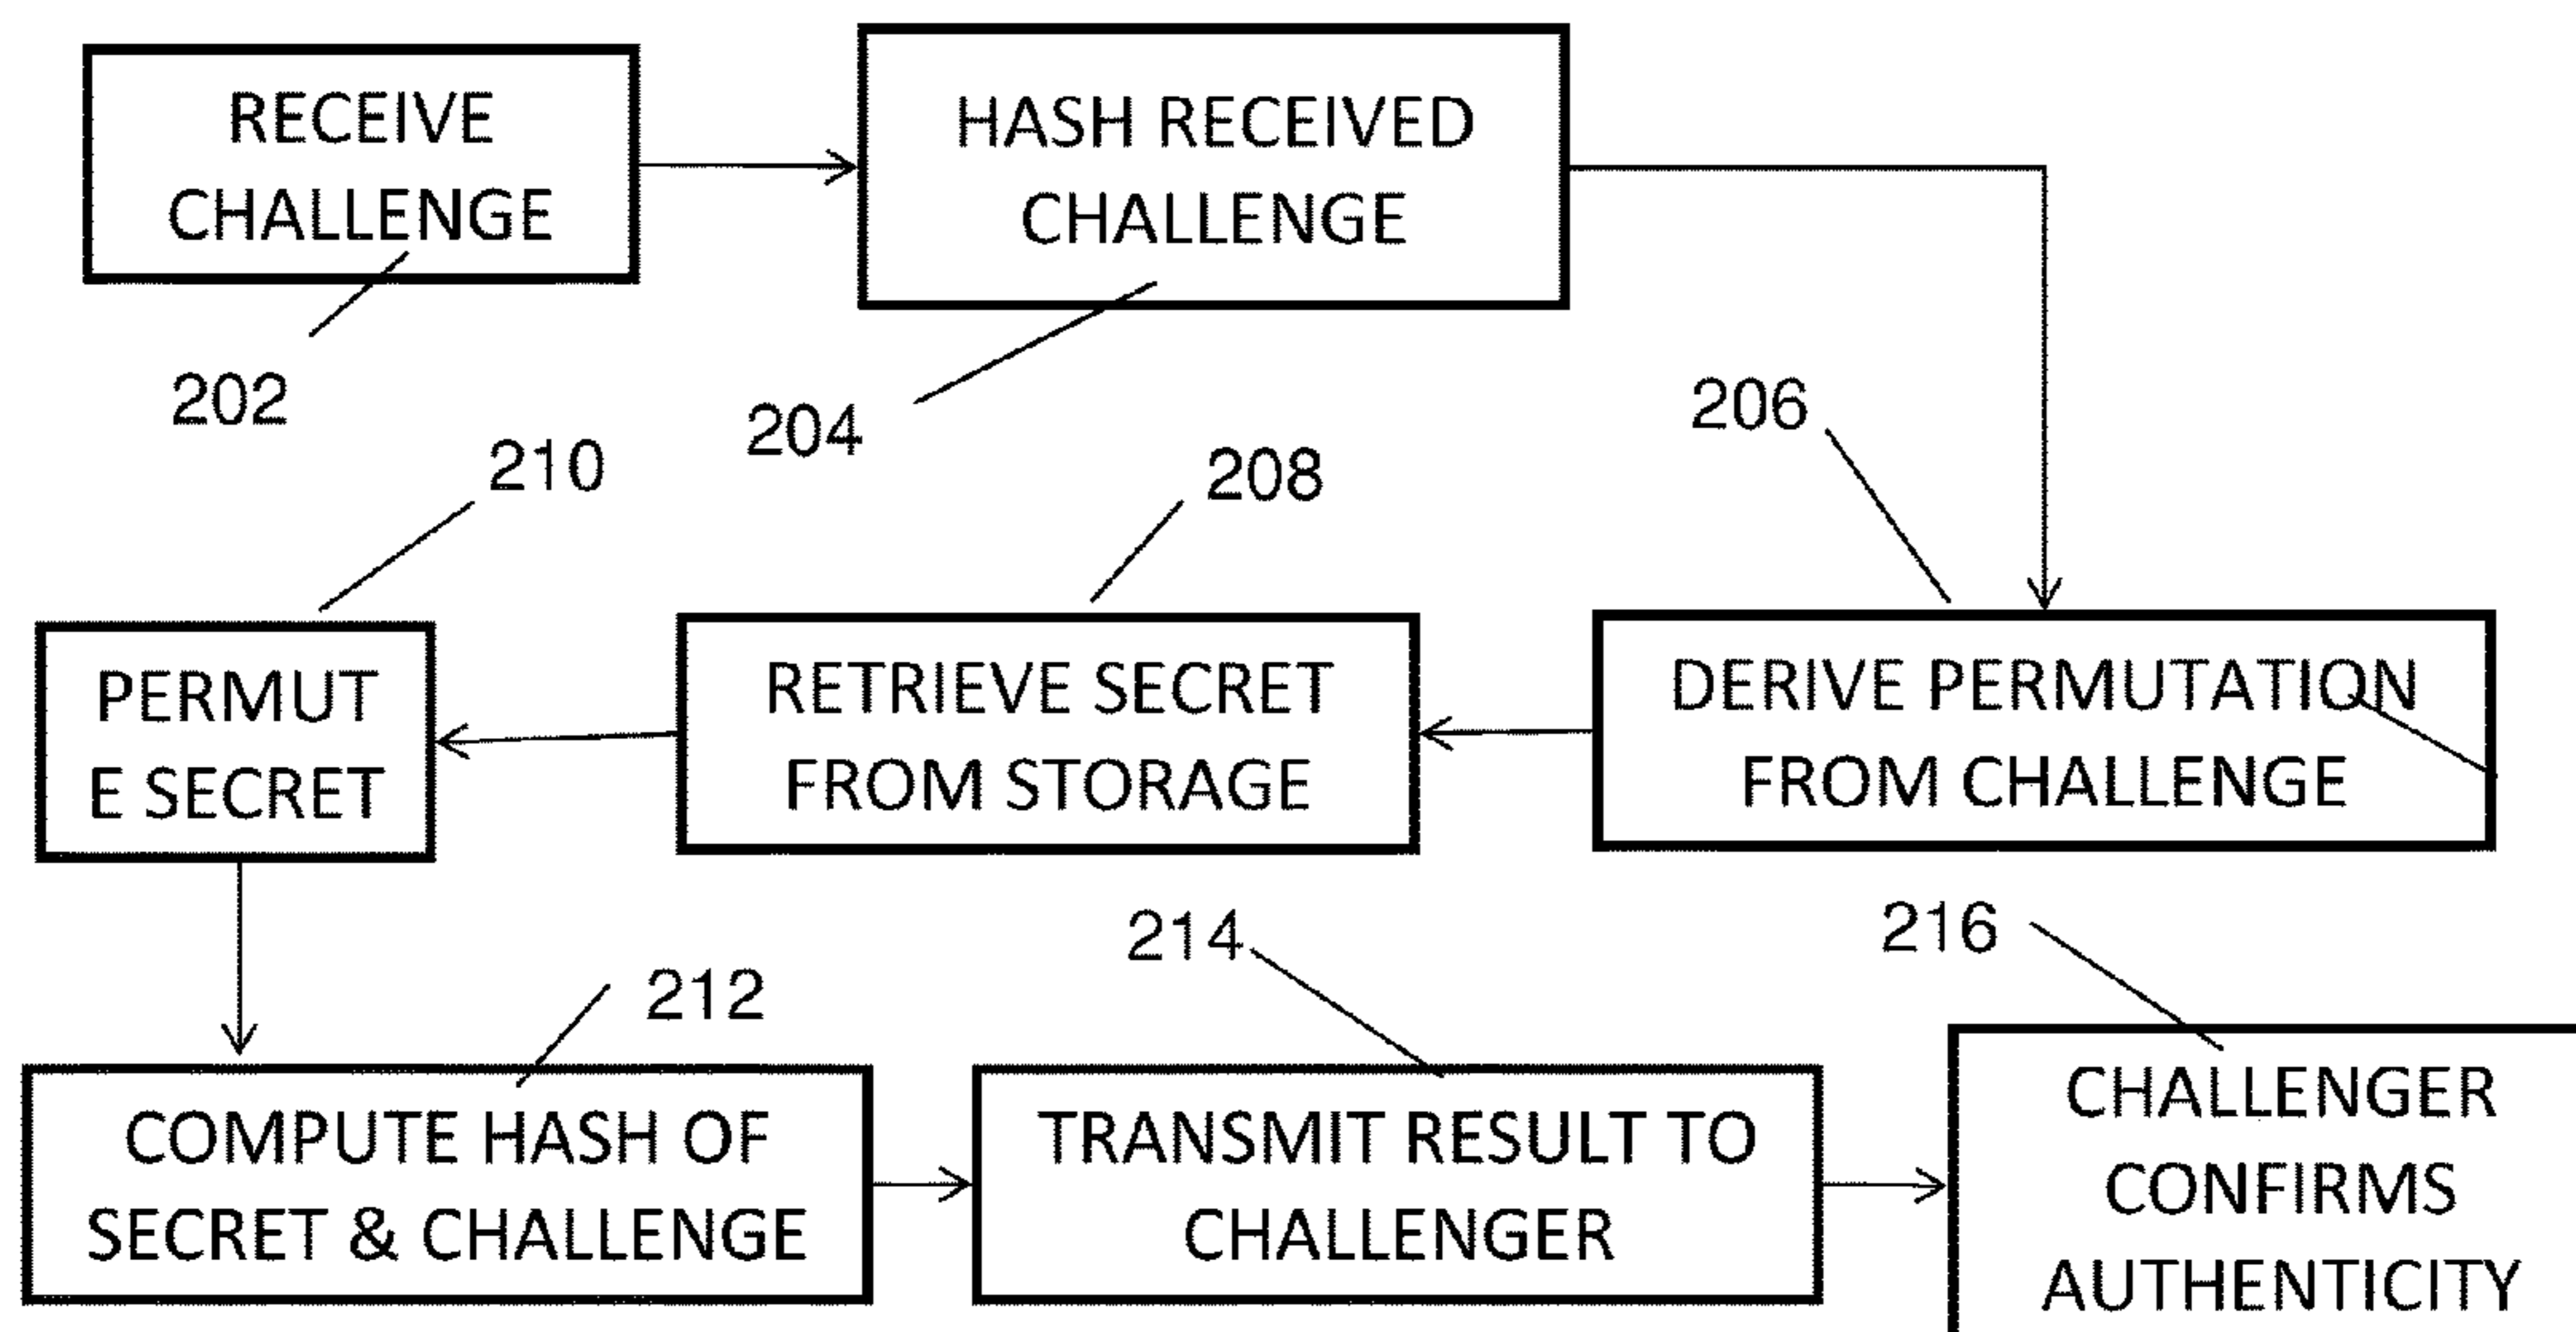 RECEIVE
CHALLENGE
202
HASH RECEIVED
CHALLENGE
204
206
DERIVE PERMUTATION
FROM CHALLENGE
208
RETRIEVE SECRET
FROM STORAGE
210
PERMUT
E SECRET
212
COMPUTE HASH OF
SECRET & CHALLENGE
214
TRANSMIT RESULT TO
CHALLENGER
216
CHALLENGER
CONFIRMS
AUTHENTICITY